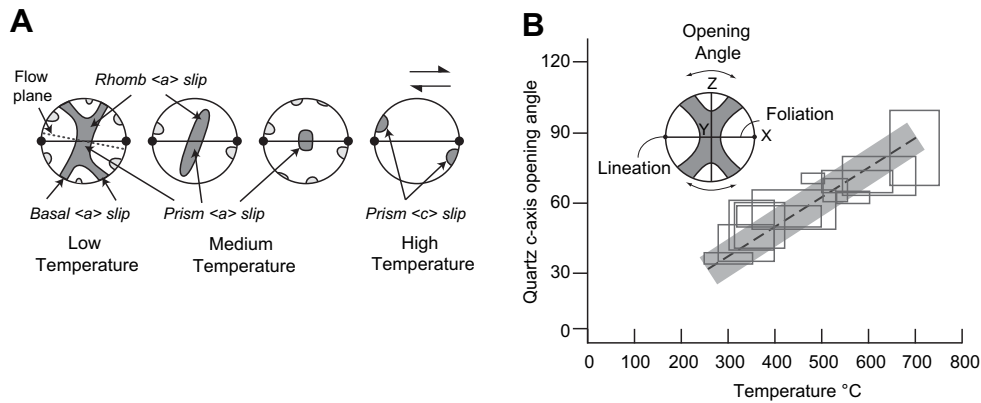 A
Flow
plane
Rhomb <a> slip
Basal <a> slip
Prism <a> slip
Prism <c> slip
Low
Temperature
Medium
Temperature
High
Temperature
B
Opening
Angle
Z
Y
X
Foliation
Lineation
Quartz c-axis opening angle
120
90
60
30
0
0 100 200 300 400 500 600 700 800
Temperature °C